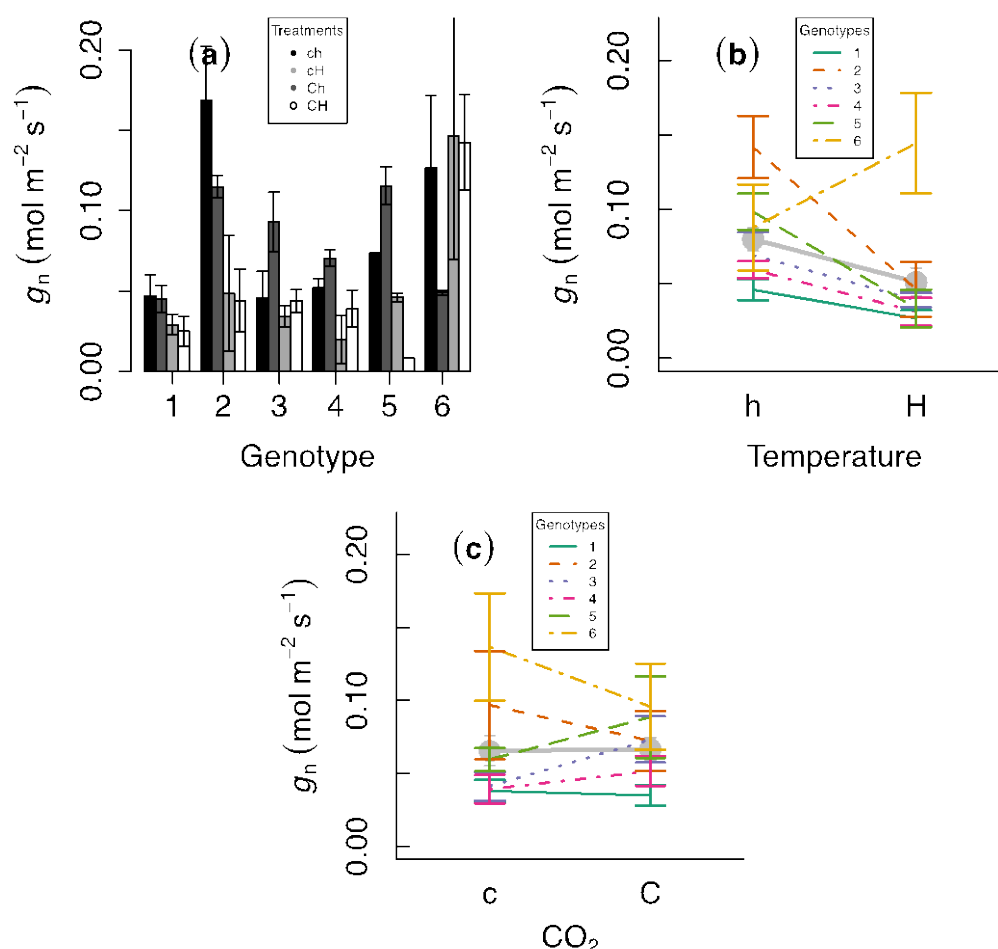 (a)
Treatments
ch
cH
Ch
CH
gn (mol m−2 s−1)
0.20
0.10
0.00
1 2 3 4 5 6
Genotype
(b)
Genotypes
1
2
3
4
5
6
gn (mol m−2 s−1)
0.20
0.10
0.00
h H
Temperature
(c)
Genotypes
1
2
3
4
5
6
gn (mol m−2 s−1)
0.20
0.10
0.00
c C
CO2